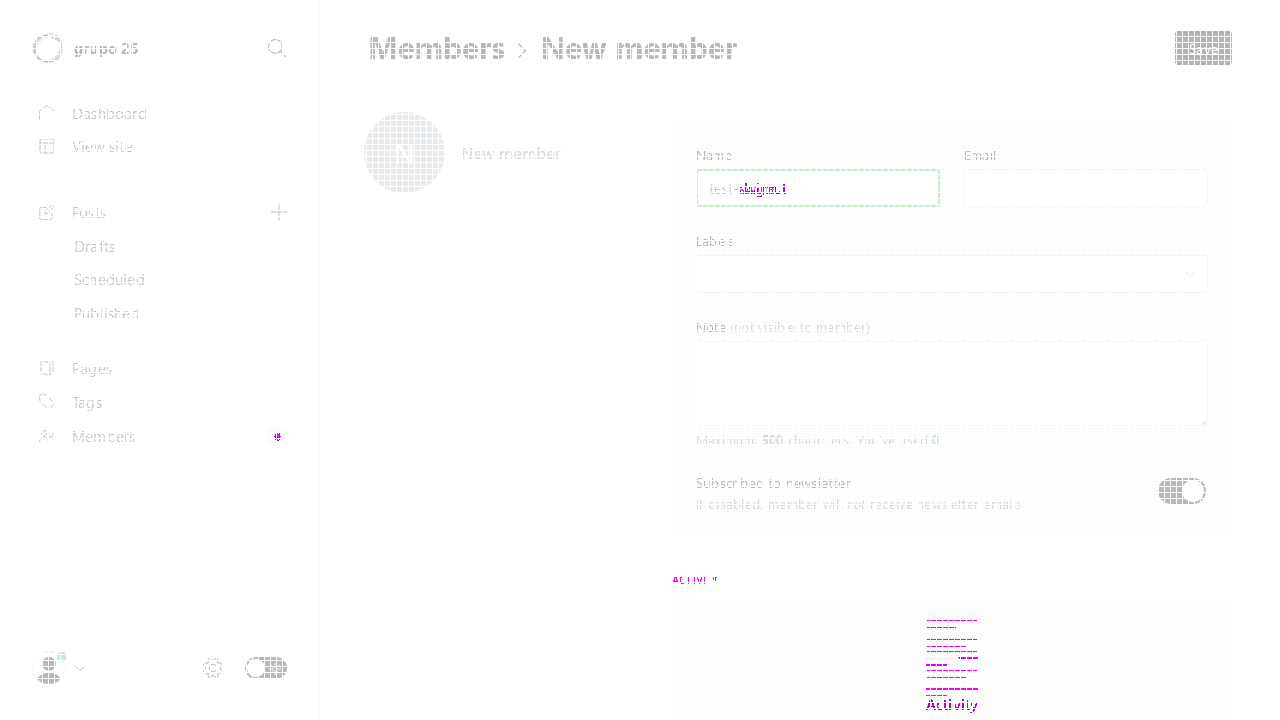 grupo 25
Members > New member
Save
Dashboard
View site
Posts
Drafts
Scheduled
Published
Pages
Tags
Members
N
New member
Name
Email
test-
Labels
Note (not visible to member)
Maximum: 500 characters. You've used 0
Subscribed to newsletter
If disabled, member will not receive newsletter emails
ACTIVITY
Activity